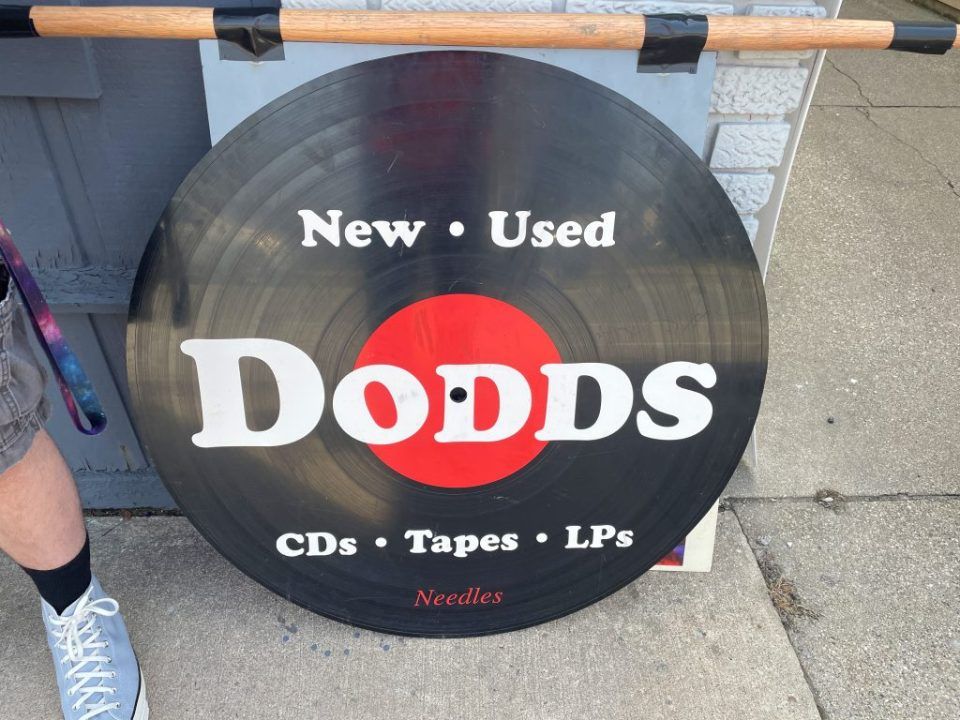 New • Used
DODDS
CDs • Tapes • LPs
Needles